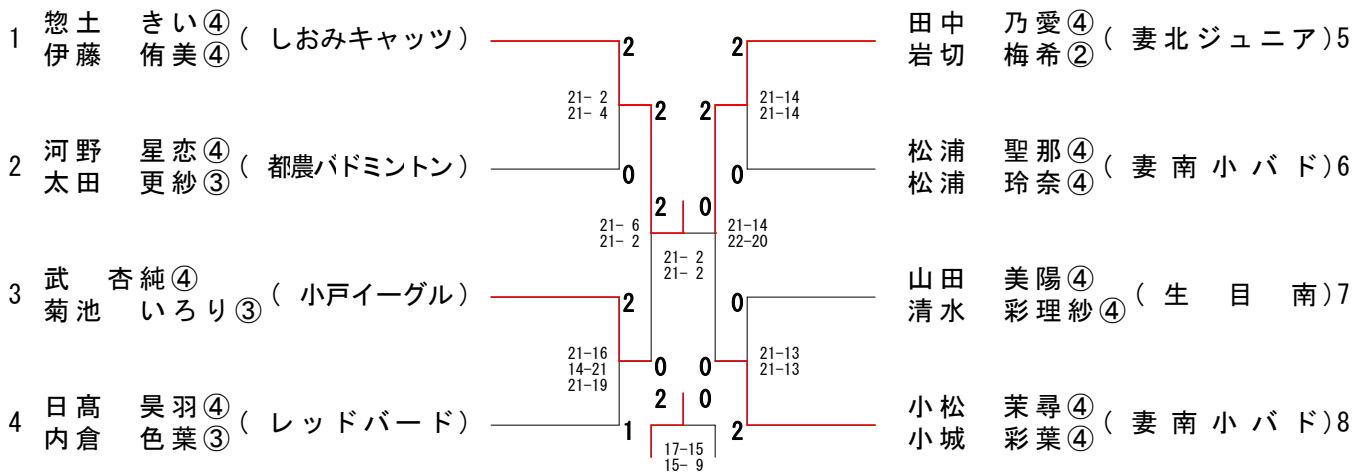 1 惣土 きい④ ( しおみキャッツ )
伊藤 侑美④
2 河野 星恋④ ( 都農バドミントン )
太田 更紗③
3 武 杏純④ ( 小戸イーグル )
菊池 いろり③
4 日髙 昊羽④ ( レッドバード )
内倉 色葉③
2
21- 2
21- 4
2
0
2
21- 6
21- 2
2
21-16
14-21
21-19
0
1
21- 2
21- 2
2 0
17-15
15- 9
2
2
21-14
21-14
0
0
21-14
22-20
0
0
21-13
21-13
2
田中 乃愛④ ( 妻北ジュニア) 5
岩切 梅希②
松浦 聖那④ ( 妻南小バド) 6
松浦 玲奈④
山田 美陽④ ( 生目南) 7
清水 彩理紗④
小松 茉尋④ ( 妻南小バド) 8
小城 彩葉④